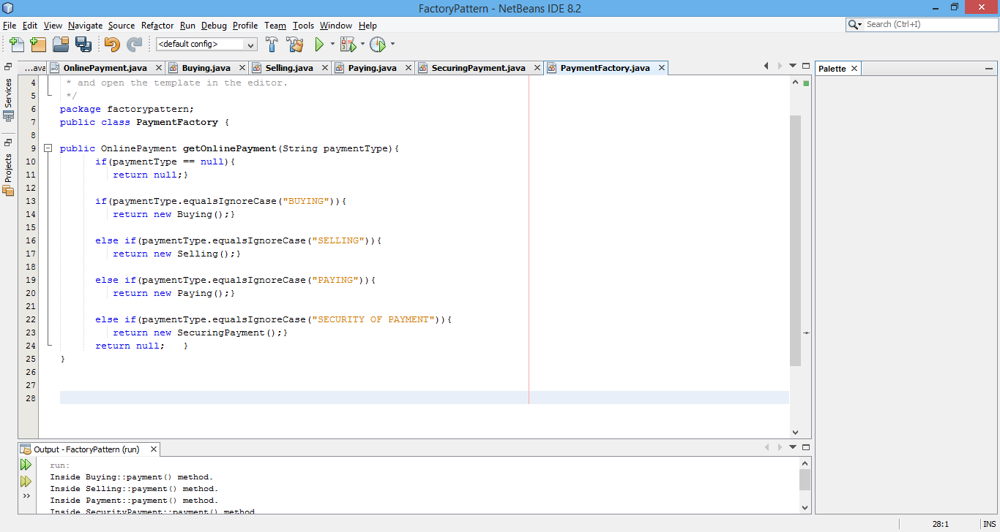 FactoryPattern - NetBeans IDE 8.2
File Edit View Navigate Source Refactor Run Debug Profile Team Tools Window Help
Search (Ctrl+I)
<default config>
...ava OnlinePayment.java Buying.java Selling.java Paying.java SecuringPayment.java PaymentFactory.java
Palette
Services
Projects
4 * and open the template in the editor.
5 */
6 package factorypattern;
7 public class PaymentFactory {
8
9 public OnlinePayment getOnlinePayment(String paymentType){
10 if(paymentType == null){
11 return null;}
12
13 if(paymentType.equalsIgnoreCase("BUYING")){
14 return new Buying();}
15
16 else if(paymentType.equalsIgnoreCase("SELLING")){
17 return new Selling();}
18
19 else if(paymentType.equalsIgnoreCase("PAYING")){
20 return new Paying();}
21
22 else if(paymentType.equalsIgnoreCase("SECURITY OF PAYMENT")){
23 return new SecuringPayment();}
24 return null; }
25 }
26
27
28
Output - FactoryPattern (run)
run:
Inside Buying::payment() method.
Inside Selling::payment() method.
Inside Payment::payment() method.
Inside SecurityPayment::payment() method
28:1 INS